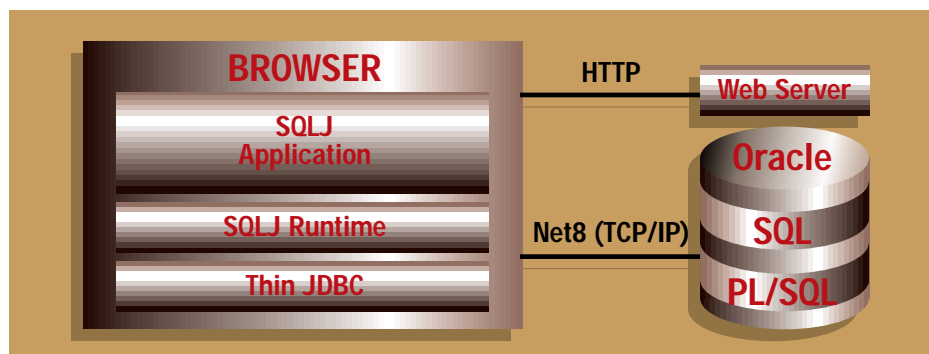 BROWSER
SQLJ
Application
SQLJ Runtime
Thin JDBC
HTTP
Net8 (TCP/IP)
Web Server
Oracle
SQL
PL/SQL